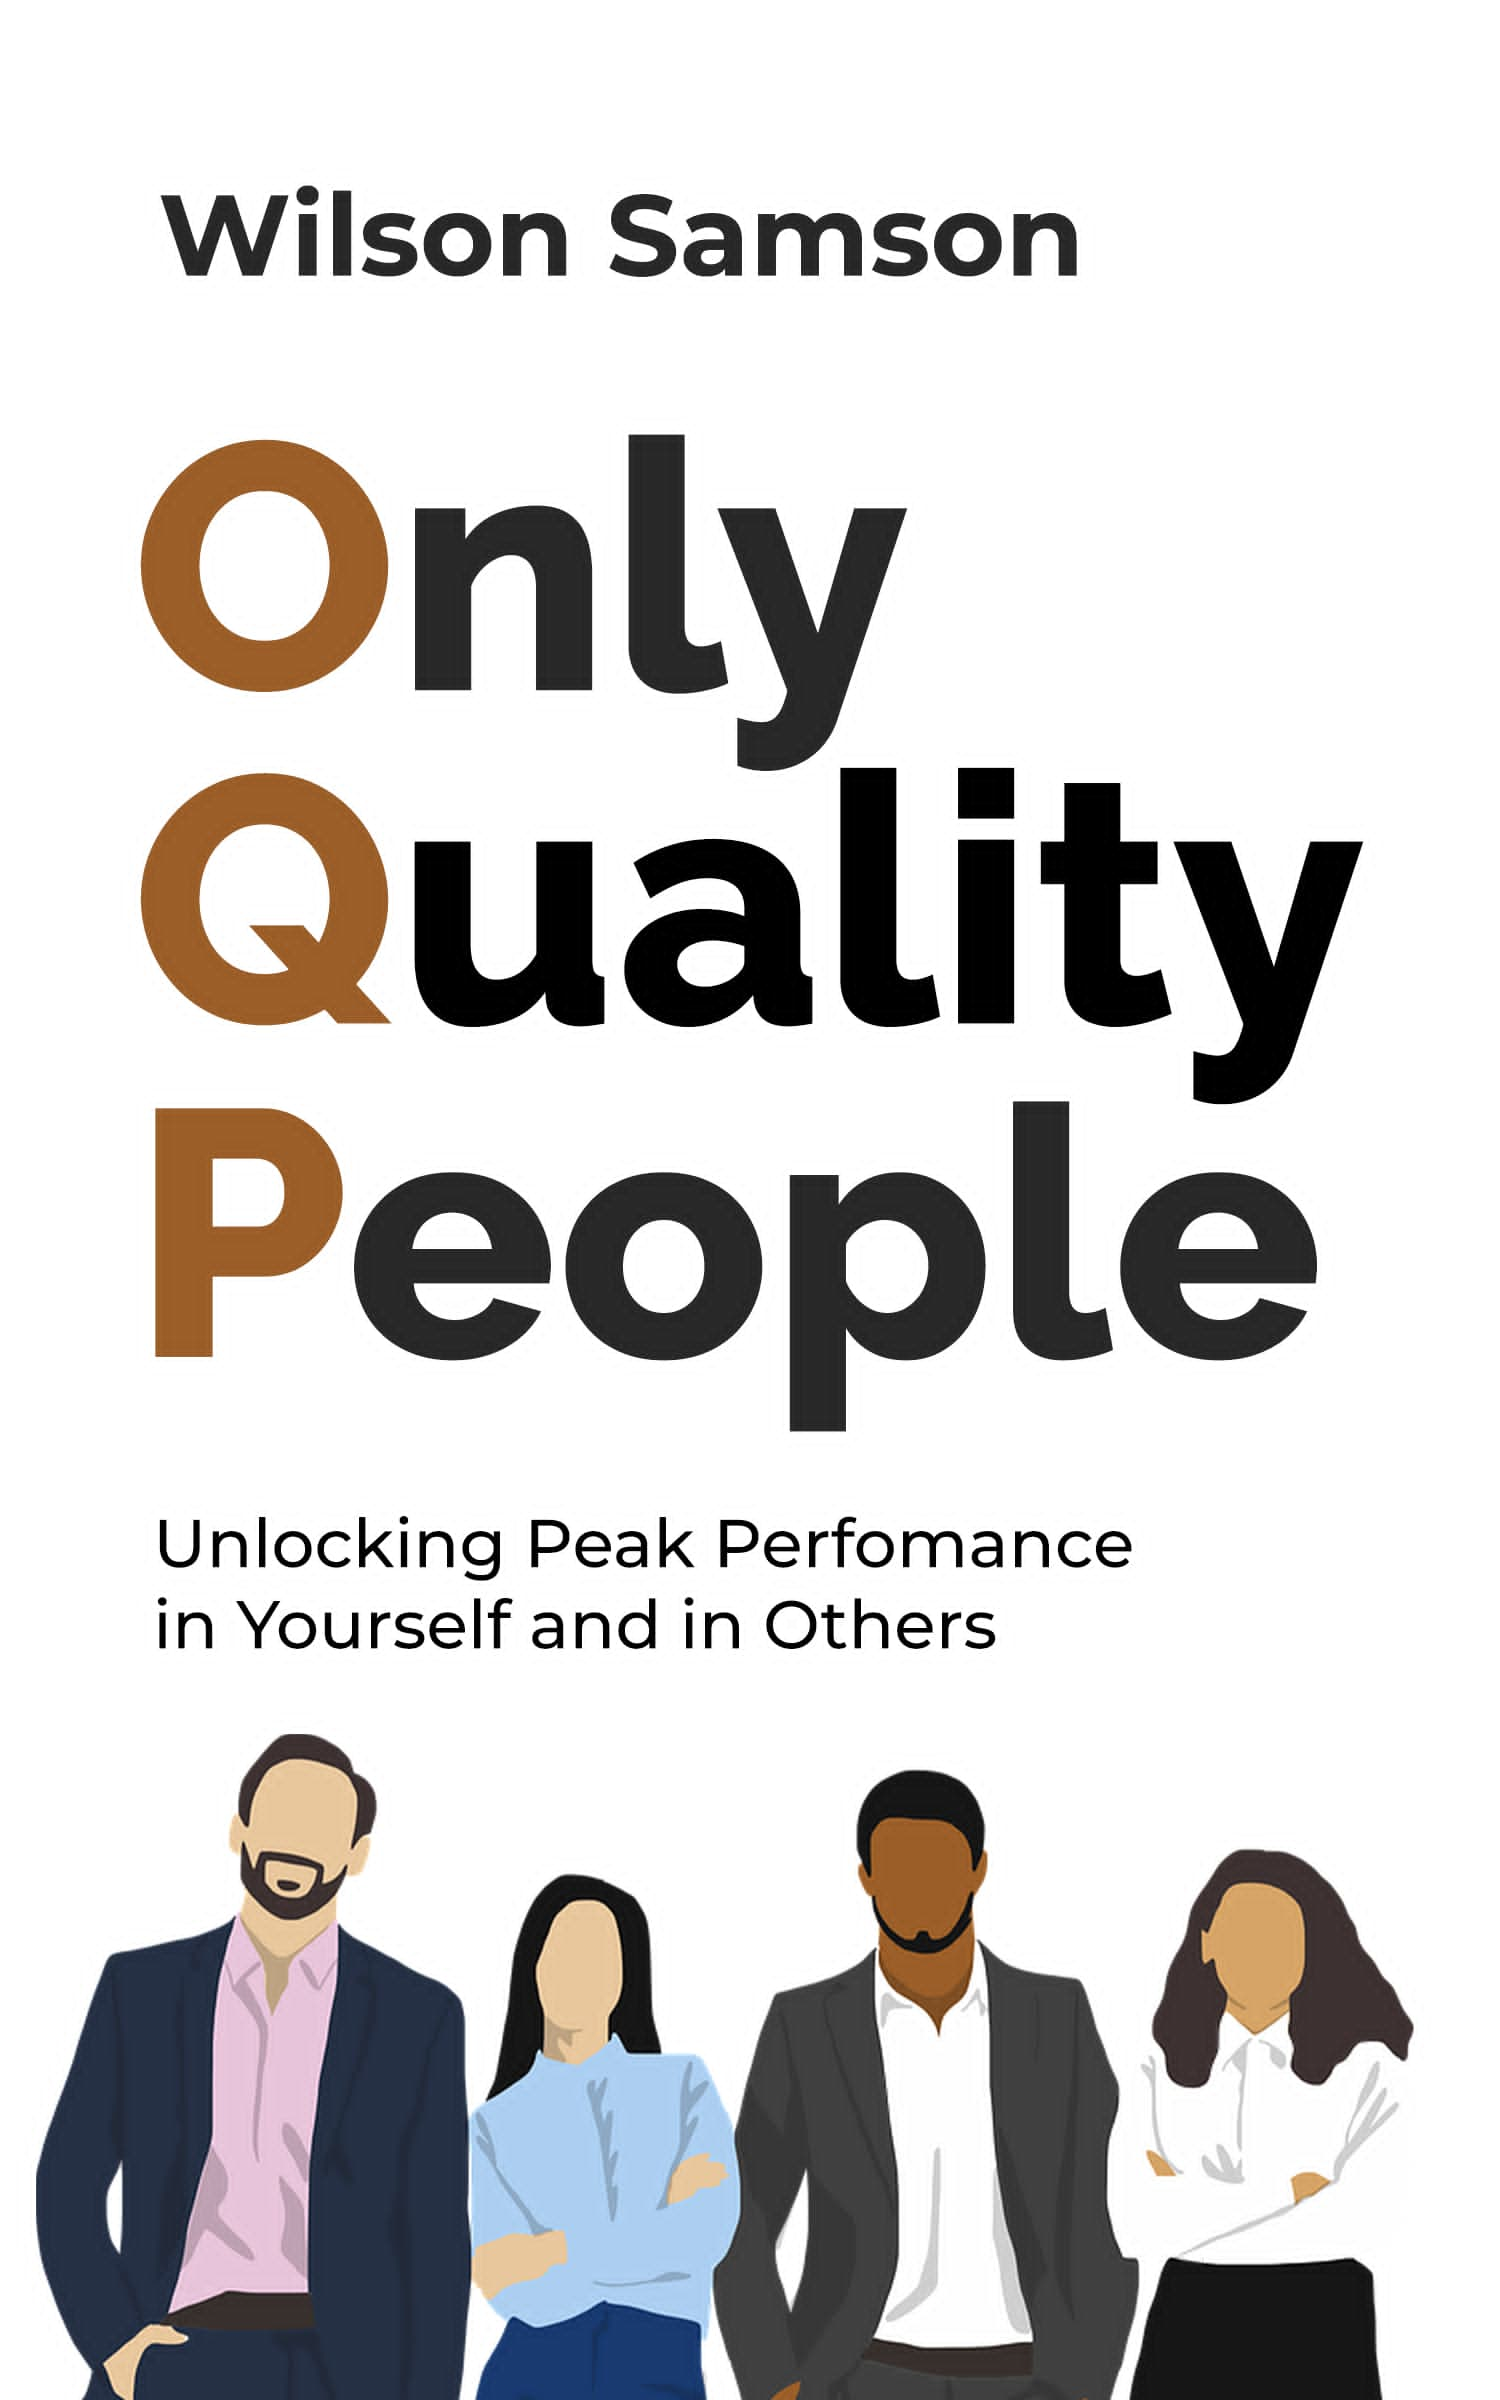 Wilson Samson
Only
Quality
People
Unlocking Peak Perfomance
in Yourself and in Others